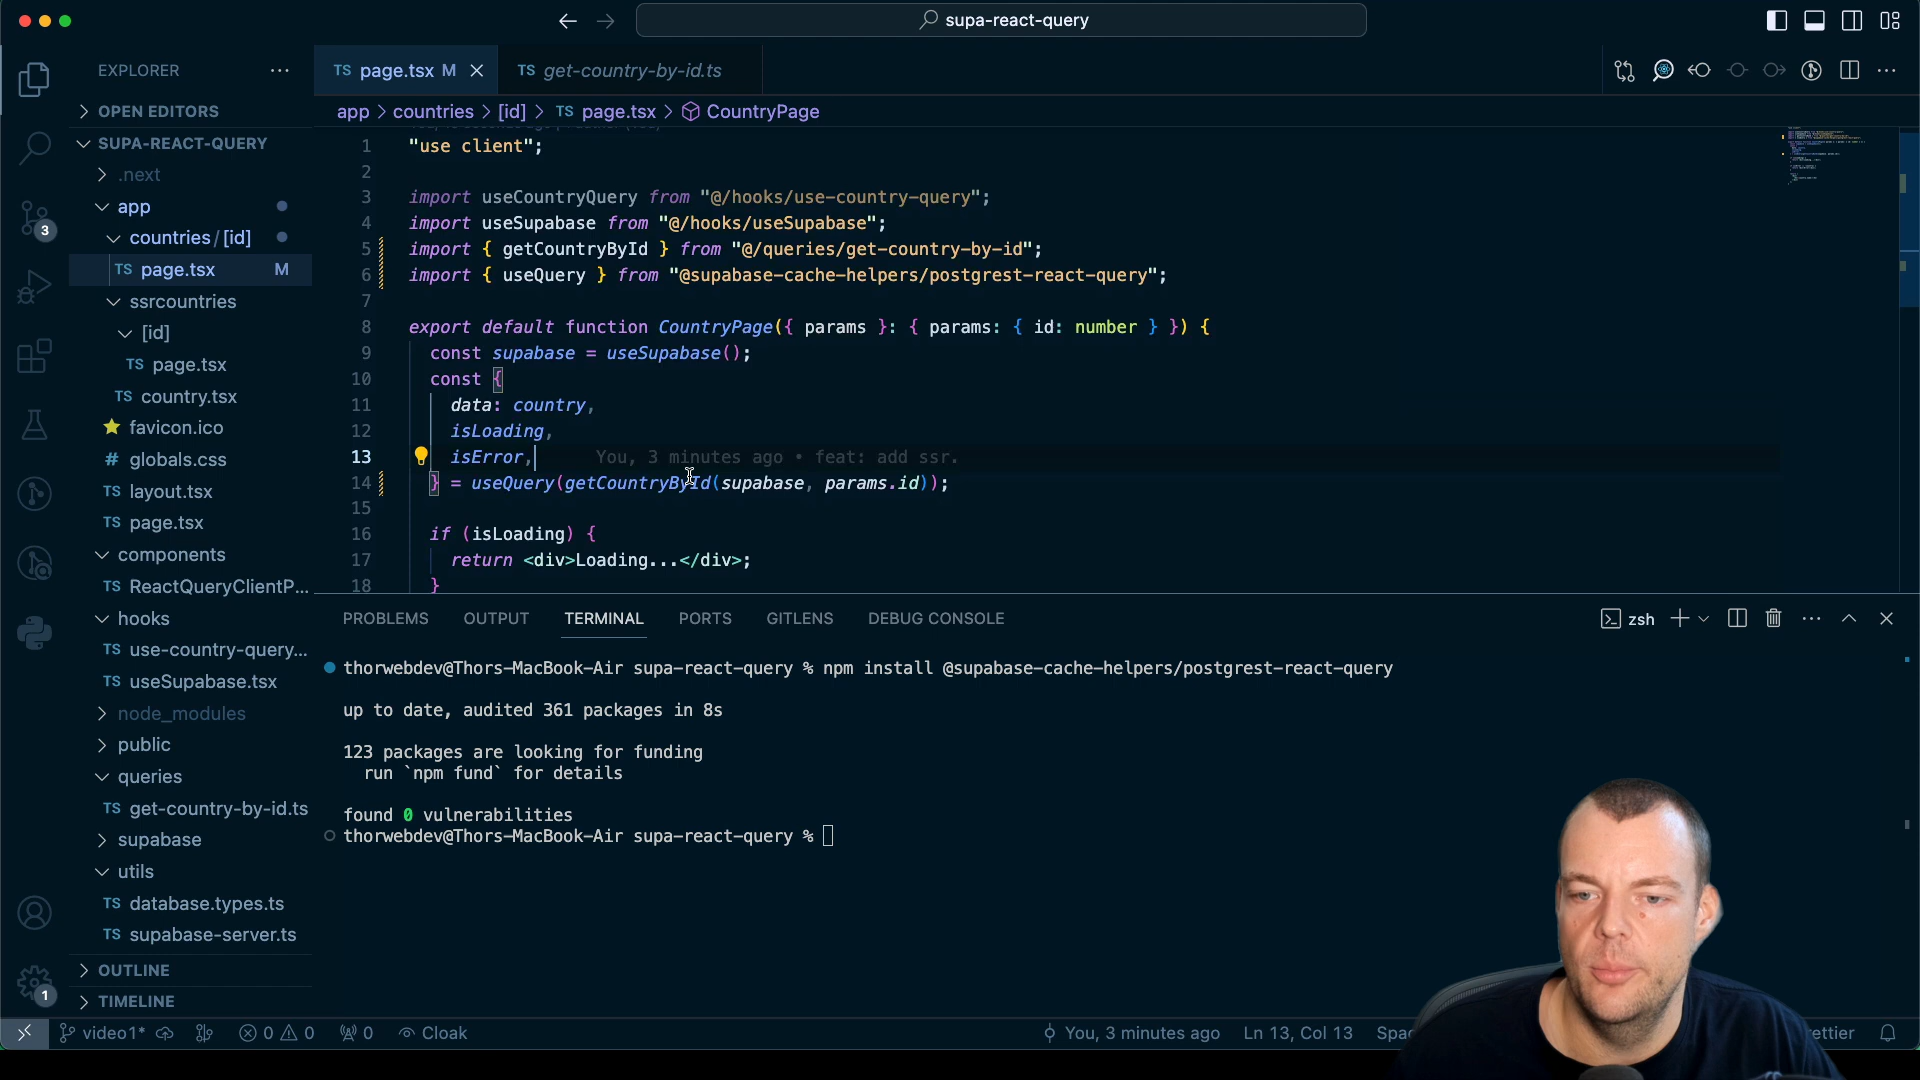 supa-react-query
EXPLORER
OPEN EDITORS
SUPA-REACT-QUERY
.next
app
countries/[id]
TS page.tsx M
ssrcountries
[id]
TS page.tsx
TS country.tsx
favicon.ico
# globals.css
TS layout.tsx
TS page.tsx
components
TS ReactQueryClientP...
hooks
TS use-country-query...
TS useSupabase.tsx
node_modules
public
queries
TS get-country-by-id.ts
supabase
utils
TS database.types.ts
TS supabase-server.ts
OUTLINE
TIMELINE
3
1
TS page.tsx M
TS get-country-by-id.ts
app > countries > [id] > TS page.tsx > CountryPage
1 "use client";
2
3 import useCountryQuery from "@/hooks/use-country-query";
4 import useSupabase from "@/hooks/useSupabase";
5 import { getCountryById } from "@/queries/get-country-by-id";
6 import { useQuery } from "@supabase-cache-helpers/postgrest-react-query";
7
8 export default function CountryPage({ params }: { params: { id: number } }) {
9 const supabase = useSupabase();
10 const {
11 data: country,
12 isLoading,
13 isError, You, 3 minutes ago • feat: add ssr.
14 } = useQuery(getCountryById(supabase, params.id));
15
16 if (isLoading) {
17 return <div>Loading...</div>;
18 }
PROBLEMS OUTPUT TERMINAL PORTS GITLENS DEBUG CONSOLE
zsh
thorwebdev@Thors-MacBook-Air supa-react-query % npm install @supabase-cache-helpers/postgrest-react-query
up to date, audited 361 packages in 8s
123 packages are looking for funding
run `npm fund` for details
found 0 vulnerabilities
thorwebdev@Thors-MacBook-Air supa-react-query %
video1* 0 0 0 Cloak
You, 3 minutes ago Ln 13, Col 13